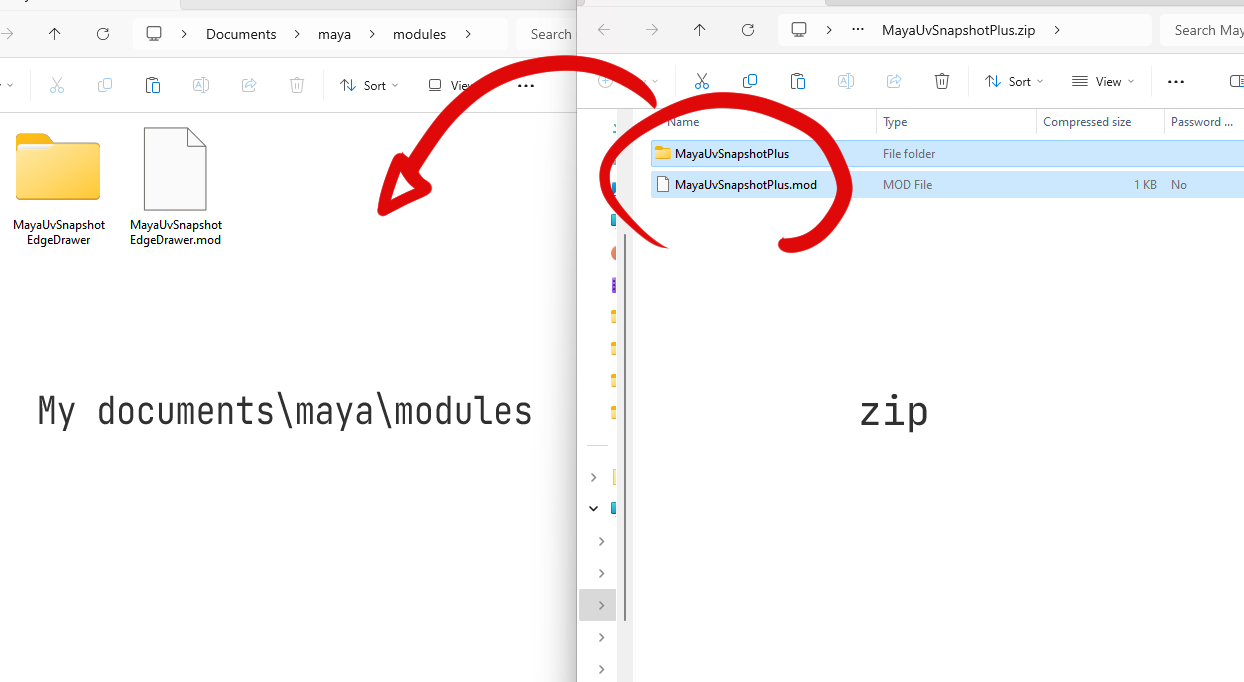 Documents > maya > modules >
Search
Sort
MayaUvSnapshot
EdgeDrawer
MayaUvSnapshot
EdgeDrawer.mod
My documents\maya\modules
MayaUvSnapshotPlus.zip >
Search May
Sort
View
Name
Type
Compressed size
Password ...
MayaUvSnapshotPlus
File folder
MayaUvSnapshotPlus.mod
MOD File
1 KB
No
zip